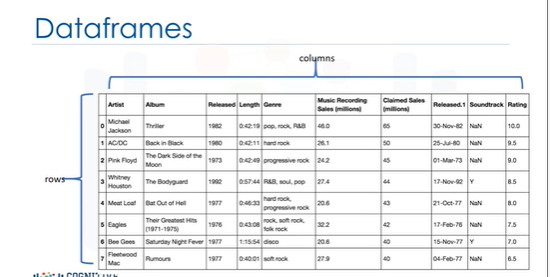 Dataframes
columns
rows
Artist Album Released Length Genre Music Recording Sales (millions) Claimed Sales (millions) Released.1 Soundtrack Rating
0 Michael Jackson Thriller 1982 0:42:19 pop, rock, R&B 46.0 65 30-Nov-82 NaN 10.0
1 AC/DC Back in Black 1980 0:42:11 hard rock 26.1 50 25-Jul-80 NaN 9.5
2 Pink Floyd The Dark Side of the Moon 1973 0:42:49 progressive rock 24.2 45 01-Mar-73 NaN 9.0
3 Whitney Houston The Bodyguard 1992 0:57:44 R&B, soul, pop 27.4 44 17-Nov-92 Y 8.5
4 Meat Loaf Bat Out of Hell 1977 0:46:33 hard rock, progressive rock 20.6 43 21-Oct-77 NaN 8.0
5 Eagles Their Greatest Hits (1971-1975) 1976 0:43:08 rock, soft rock, folk rock 32.2 42 17-Feb-76 NaN 7.5
6 Bee Gees Saturday Night Fever 1977 1:15:54 disco 20.6 40 15-Nov-77 Y 7.0
7 Fleetwood Mac Rumours 1977 0:40:01 soft rock 27.9 40 04-Feb-77 NaN 6.5